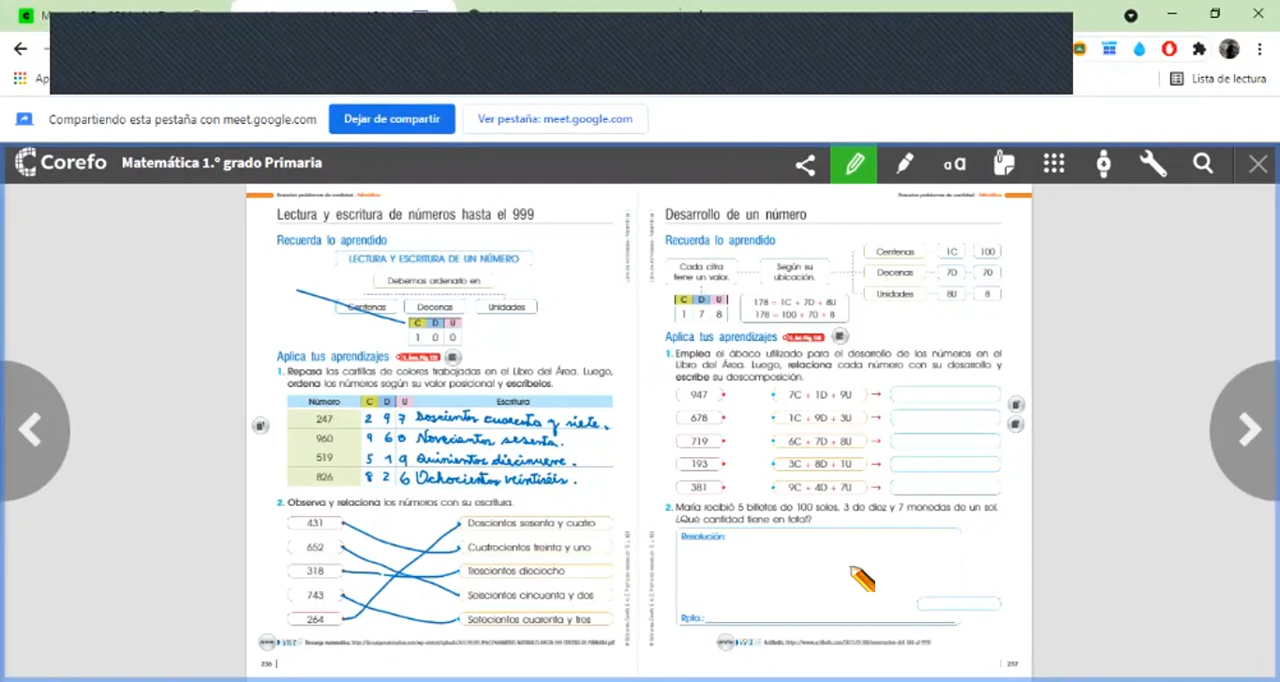 Lista de lectura
Compartiendo esta pestaña con meet.google.com
Dejar de compartir
Ver pestaña: meet.google.com
Corefo
Matemática 1.° grado Primaria
aA
Lectura y escritura de números hasta el 999
Recuerda lo aprendido
LECTURA Y ESCRITURA DE UN NÚMERO
Debemos ordenarlo en
Centenas Decenas Unidades
C D U
1 0 0
Aplica tus aprendizajes
1. Repasa las cartillas de colores trabajadas en el Libro del Área. Luego,
ordena los números según su valor posicional y escríbelos.
Número C D U Escritura
247 2 4 7 Doscientos cuarenta y siete.
960 9 6 0 Novecientos sesenta.
519 5 1 9 Quinientos diecinueve.
826 8 2 6 Ochocientos veintiséis.
2. Observa y relaciona los números con su escritura.
431 Doscientos sesenta y cuatro
652 Cuatrocientos treinta y uno
318 Trescientos dieciocho
743 Seiscientos cincuenta y dos
264 Setecientos cuarenta y tres
236
Desarrollo de un número
Recuerda lo aprendido
Cada cifra
tiene un valor.
Según su
ubicación.
Centenas 1C 100
Decenas 7D 70
Unidades 8U 8
C D U
1 7 8
178 = 1C + 7D + 8U
178 = 100 + 70 + 8
Aplica tus aprendizajes
1. Emplea el ábaco utilizado para el desarrollo de los números en el
Libro del Área. Luego, relaciona cada número con su desarrollo y
escribe su descomposición.
947 7C + 1D + 9U
678 1C + 9D + 3U
719 6C + 7D + 8U
193 3C + 8D + 1U
381 9C + 4D + 7U
2. María recibió 5 billetes de 100 soles, 3 de diez y 7 monedas de un sol.
¿Qué cantidad tiene en total?
Resolución:
Rpta.:
237